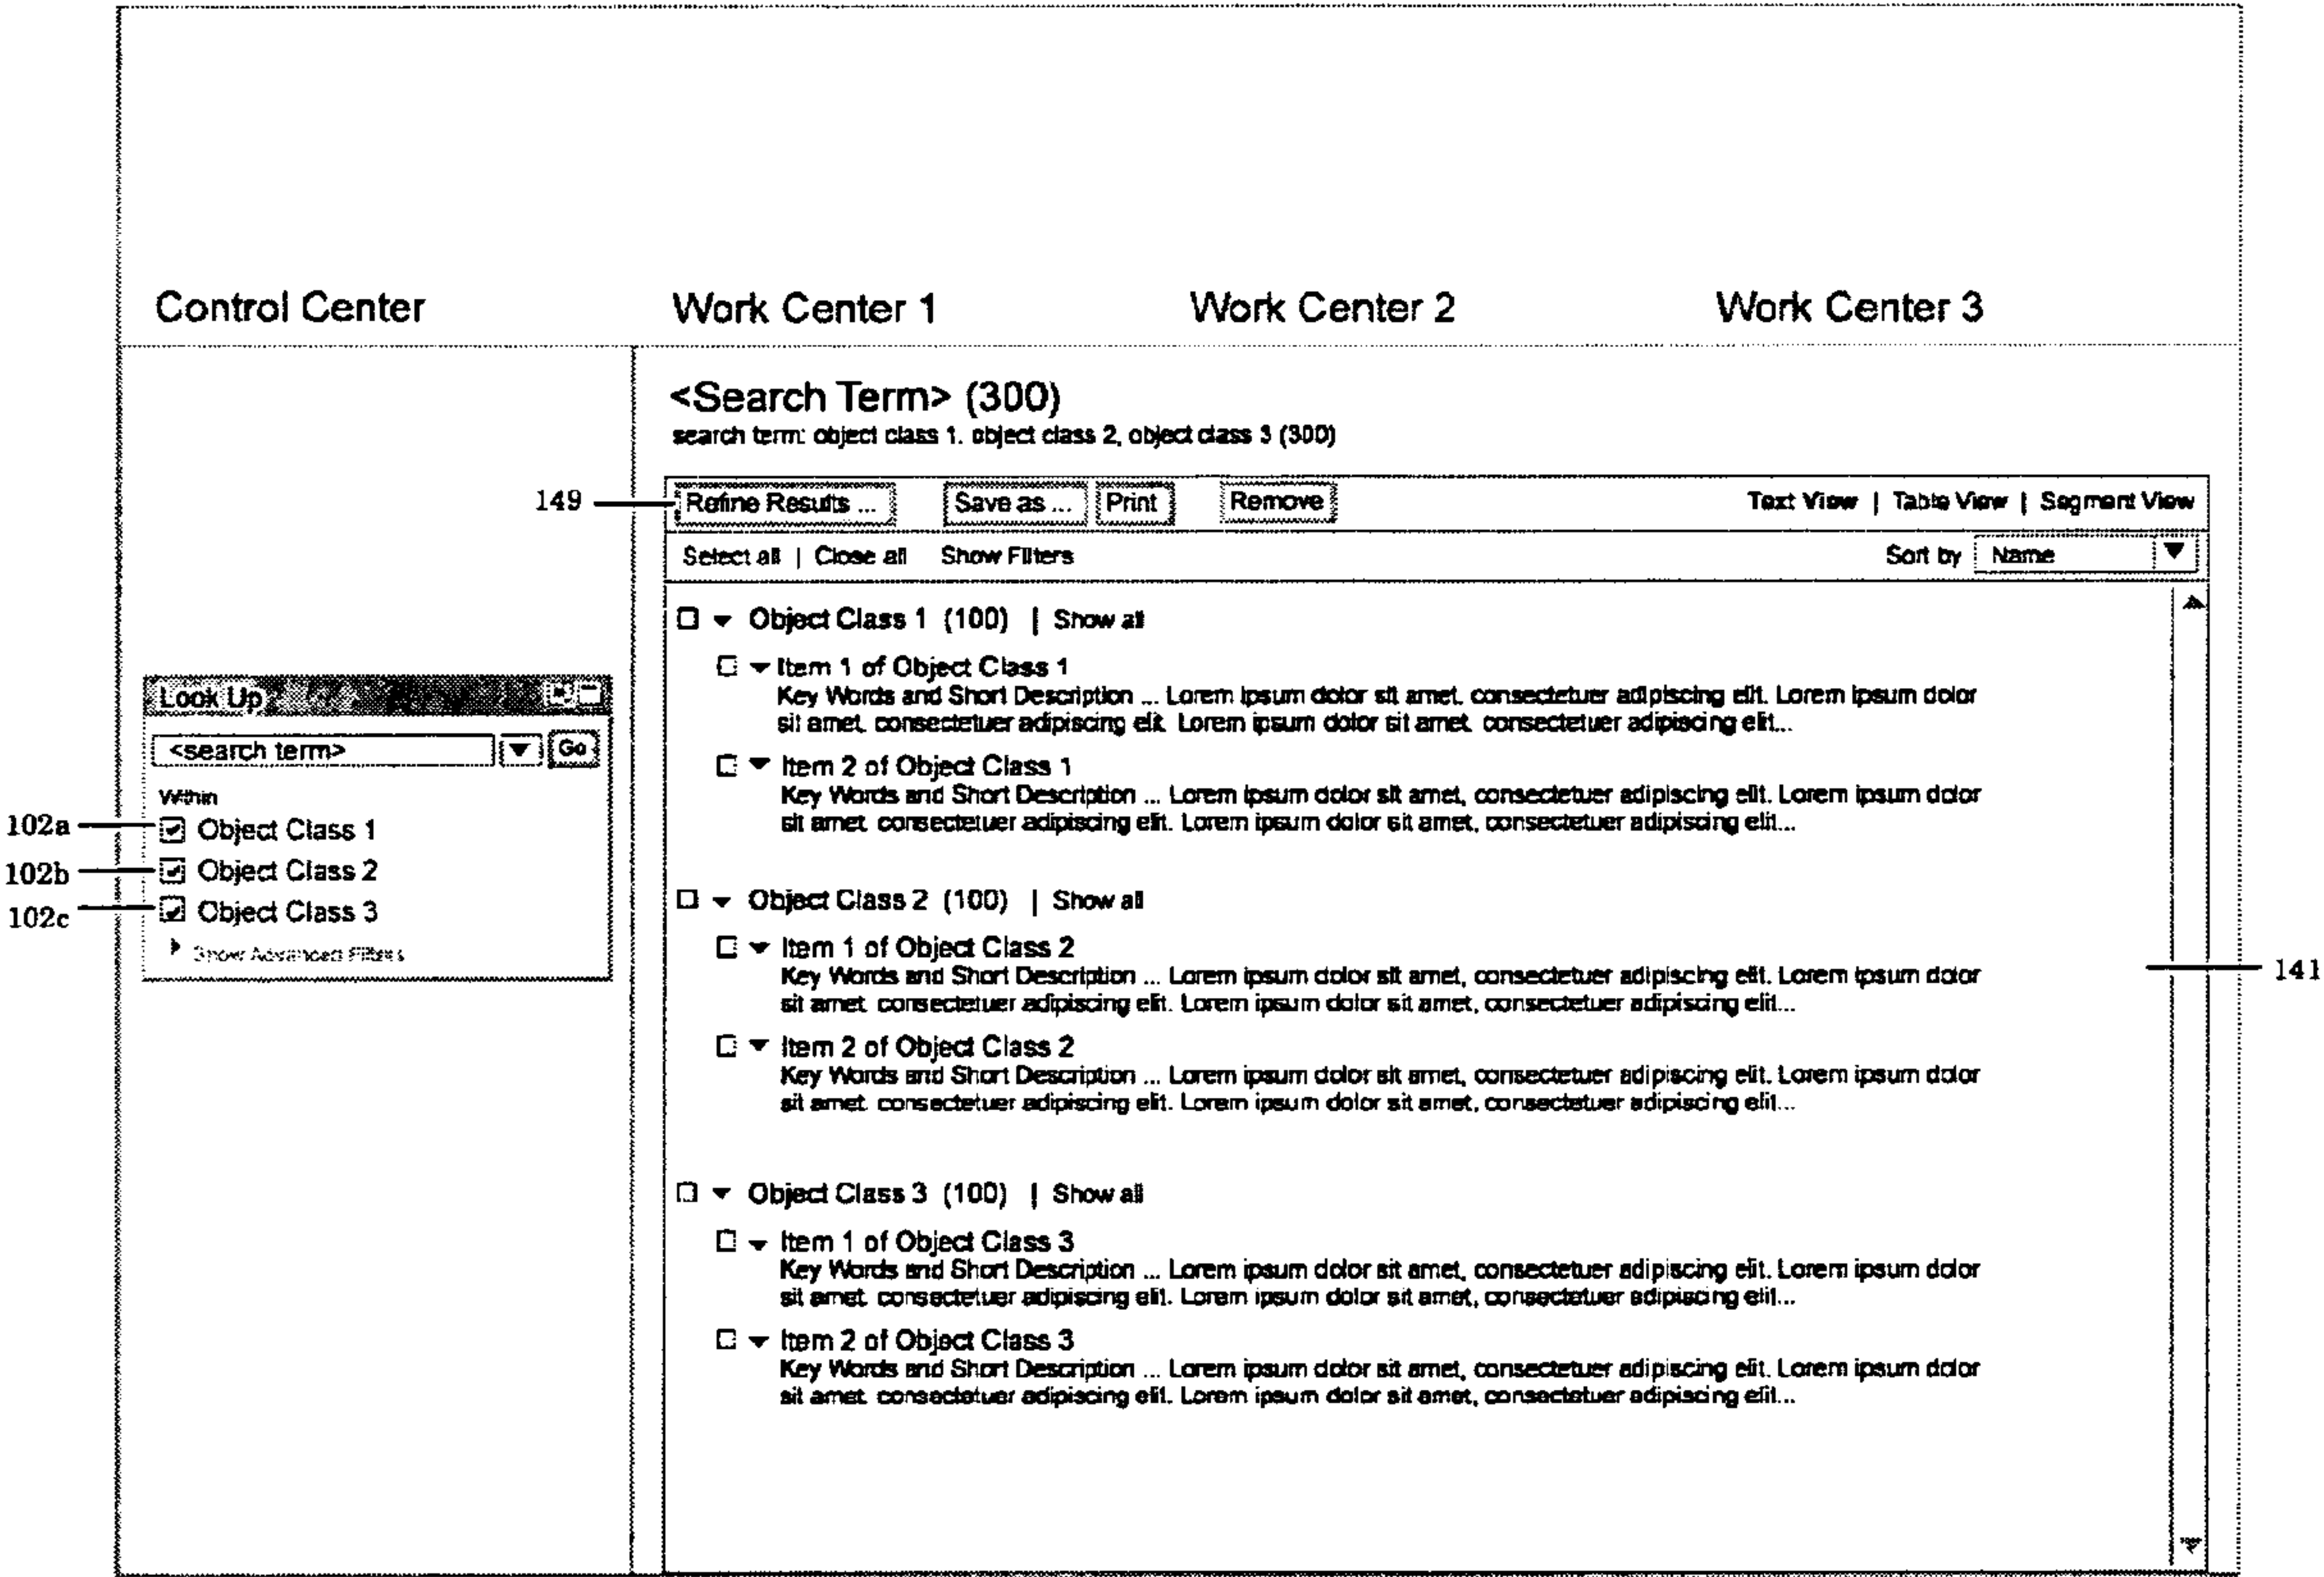 Control Center
Work Center 1
Work Center 2
Work Center 3
<Search Term> (300)
search term: object class 1. object class 2, object class 3 (300)
149
Refine Results ...
Save as ...
Print
Remove
Text View | Table View | Segment View
Select all | Close all
Show Filters
Sort by
Name
Look Up
<search term>
Go
Within
102a
Object Class 1
102b
Object Class 2
102c
Object Class 3
Show Advanced Filters
Object Class 1 (100) | Show all
Item 1 of Object Class 1
Key Words and Short Description ... Lorem ipsum dolor sit amet, consectetuer adipiscing elit. Lorem ipsum dolor
sit amet. consectetuer adipiscing elit. Lorem ipsum dolor sit amet. consectetuer adipiscing elit...
Item 2 of Object Class 1
Key Words and Short Description ... Lorem ipsum dolor sit amet, consectetuer adipiscing elit. Lorem ipsum dolor
sit amet. consectetuer adipiscing elit. Lorem ipsum dolor sit amet, consectetuer adipiscing elit...
Object Class 2 (100) | Show all
Item 1 of Object Class 2
Key Words and Short Description ... Lorem ipsum dolor sit amet, consectetuer adipiscing elit. Lorem ipsum dolor
sit amet. consectetuer adipiscing elit. Lorem ipsum dolor sit amet, consectetuer adipiscing elit...
141
Item 2 of Object Class 2
Key Words and Short Description ... Lorem ipsum dolor sit amet, consectetuer adipiscing elit. Lorem ipsum dolor
sit amet. consectetuer adipiscing elit. Lorem ipsum dolor sit amet, consectetuer adipiscing elit...
Object Class 3 (100) | Show all
Item 1 of Object Class 3
Key Words and Short Description ... Lorem ipsum dolor sit amet, consectetuer adipiscing elit. Lorem ipsum dolor
sit amet. consectetuer adipiscing elit. Lorem ipsum dolor sit amet, consectetuer adipiscing elit...
Item 2 of Object Class 3
Key Words and Short Description ... Lorem ipsum dolor sit amet, consectetuer adipiscing elit. Lorem ipsum dolor
sit amet. consectetuer adipiscing elit. Lorem ipsum dolor sit amet, consectetuer adipiscing elit...